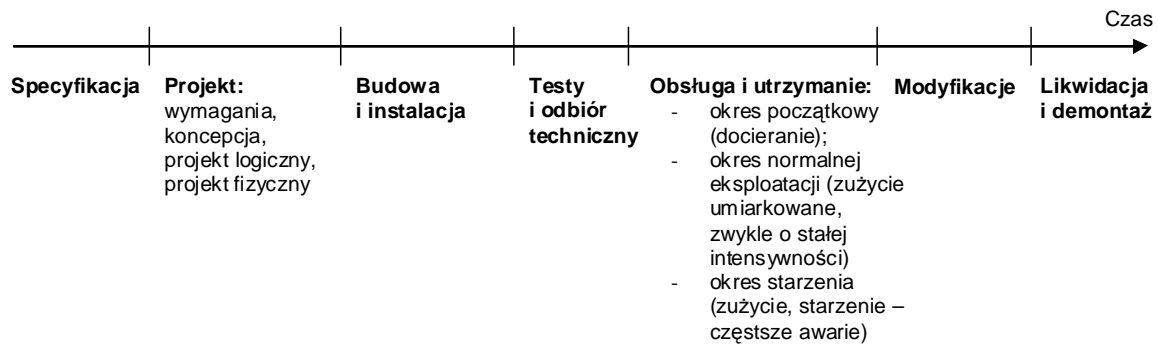 Czas
Specyfikacja
Projekt:
wymagania,
koncepcja,
projekt logiczny,
projekt fizyczny
Budowa
i instalacja
Testy
i odbiór
techniczny
Obsługa i utrzymanie:
- okres początkowy
(docieranie);
- okres normalnej
eksploatacji (zużycie
umiarkowane,
zwykle o stałej
intensywności)
- okres starzenia
(zużycie, starzenie –
częstsze awarie)
Modyfikacje
Likwidacja
i demontaż